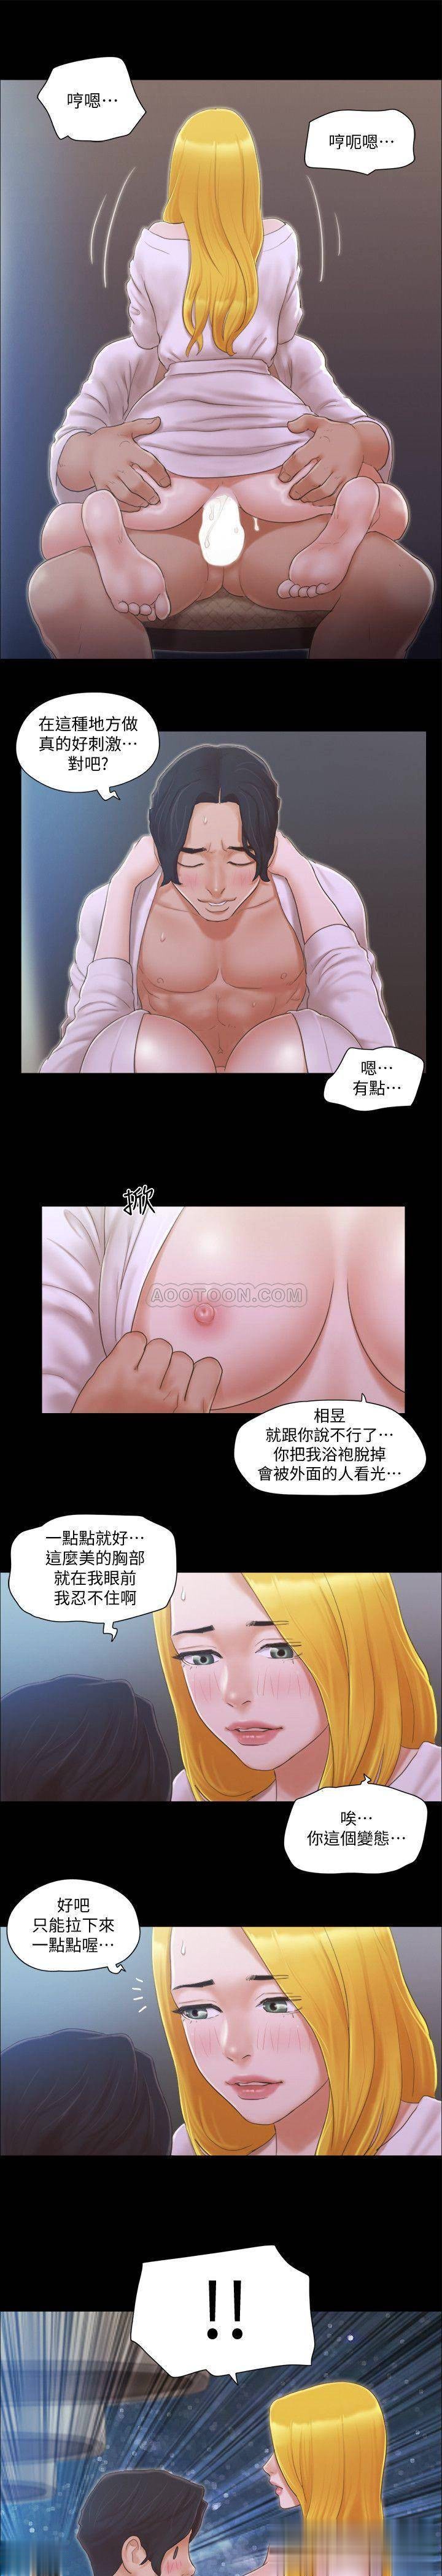 哼嗯…
哼呃嗯…
在這種地方做
真的好刺激…
對吧?
嗯…
有點…
掀
AOOTOON.COM
相昱
就跟你說不行了…
你把我浴袍脫掉
會被外面的人看光…
一點點就好…
這麼美的胸部
就在我眼前
我忍不住啊
唉…
你這個變態…
好吧
只能拉下來
一點點喔…
!!